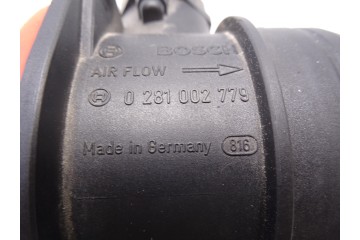 BOSCH
AIR FLOW
0 281 002 779
Made in Germany 816